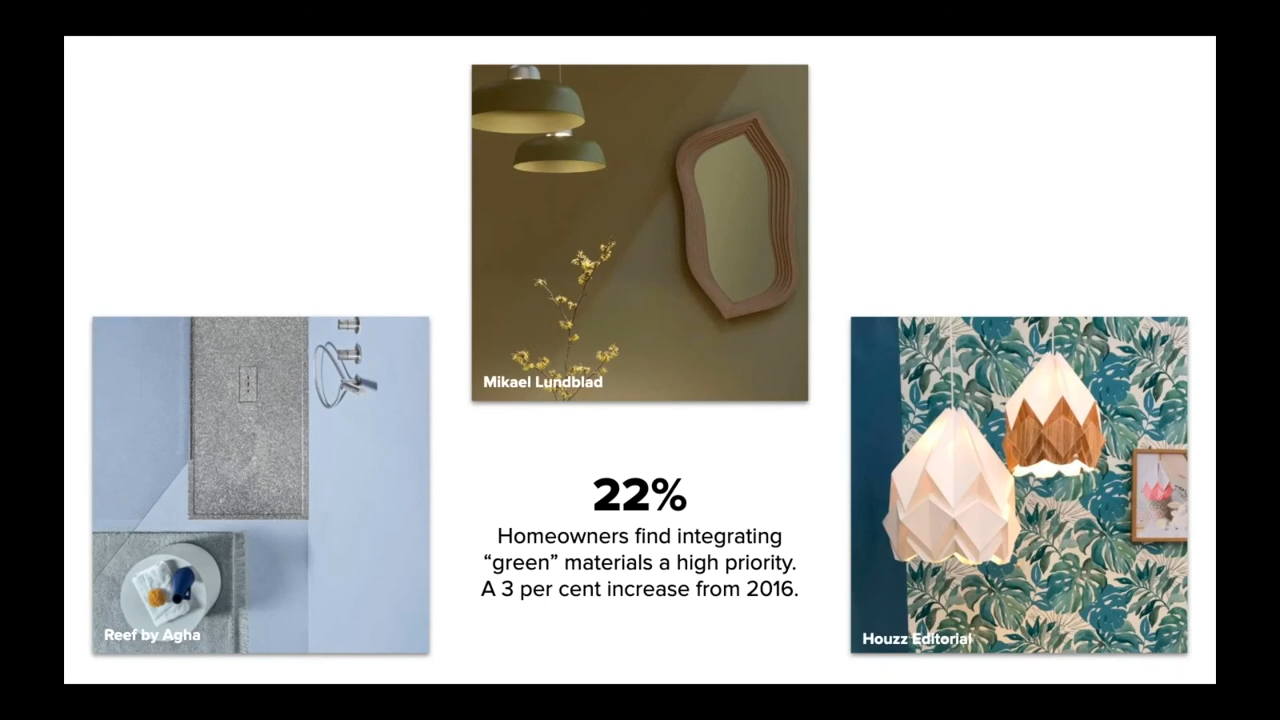 Mikael Lundblad
22%
Homeowners find integrating
“green” materials a high priority.
A 3 per cent increase from 2016.
Reef by Agha
Houzz Editorial